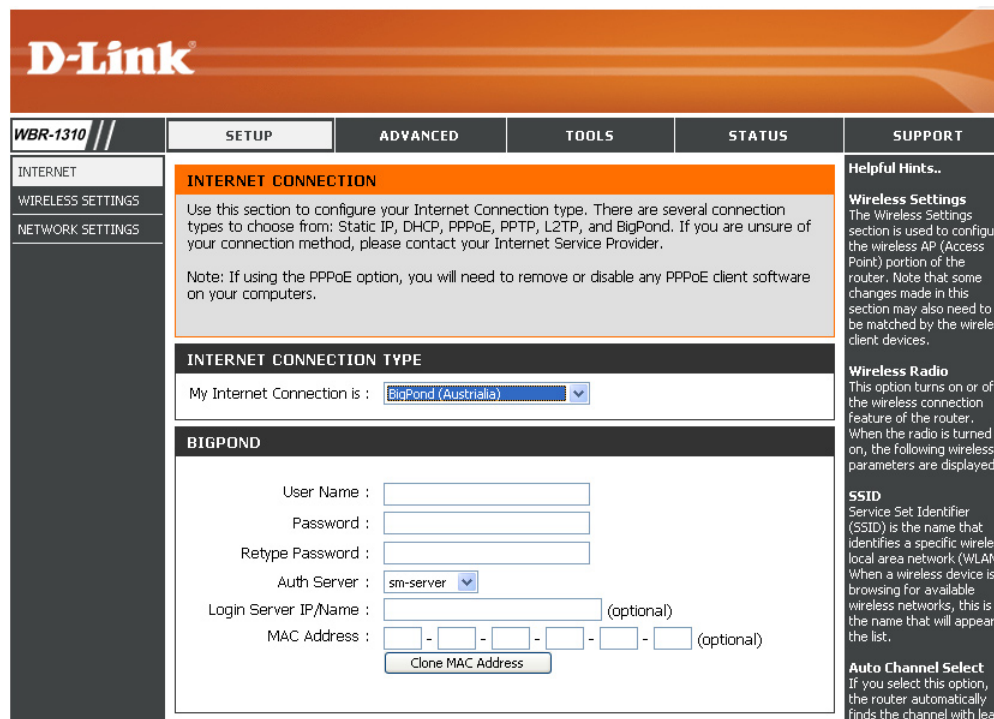 D-Link®
WBR-1310
SETUP
ADVANCED
TOOLS
STATUS
SUPPORT
INTERNET
WIRELESS SETTINGS
NETWORK SETTINGS
INTERNET CONNECTION
Use this section to configure your Internet Connection type. There are several connection
types to choose from: Static IP, DHCP, PPPoE, PPTP, L2TP, and BigPond. If you are unsure of
your connection method, please contact your Internet Service Provider.
Note: If using the PPPoE option, you will need to remove or disable any PPPoE client software
on your computers.
INTERNET CONNECTION TYPE
My Internet Connection is : BigPond (Austrialia)
BIGPOND
User Name :
Password :
Retype Password :
Auth Server : sm-server
Login Server IP/Name : (optional)
MAC Address : - - - - - (optional)
Clone MAC Address
Helpful Hints..
Wireless Settings
The Wireless Settings
section is used to configu
the wireless AP (Access
Point) portion of the
router. Note that some
changes made in this
section may also need to
be matched by the wirele
client devices.
Wireless Radio
This option turns on or of
the wireless connection
feature of the router.
When the radio is turned
on, the following wireless
parameters are displayed
SSID
Service Set Identifier
(SSID) is the name that
identifies a specific wirele
local area network (WLAN
When a wireless device is
browsing for available
wireless networks, this is
the name that will appear
the list.
Auto Channel Select
If you select this option,
the router automatically
finds the channel with lea